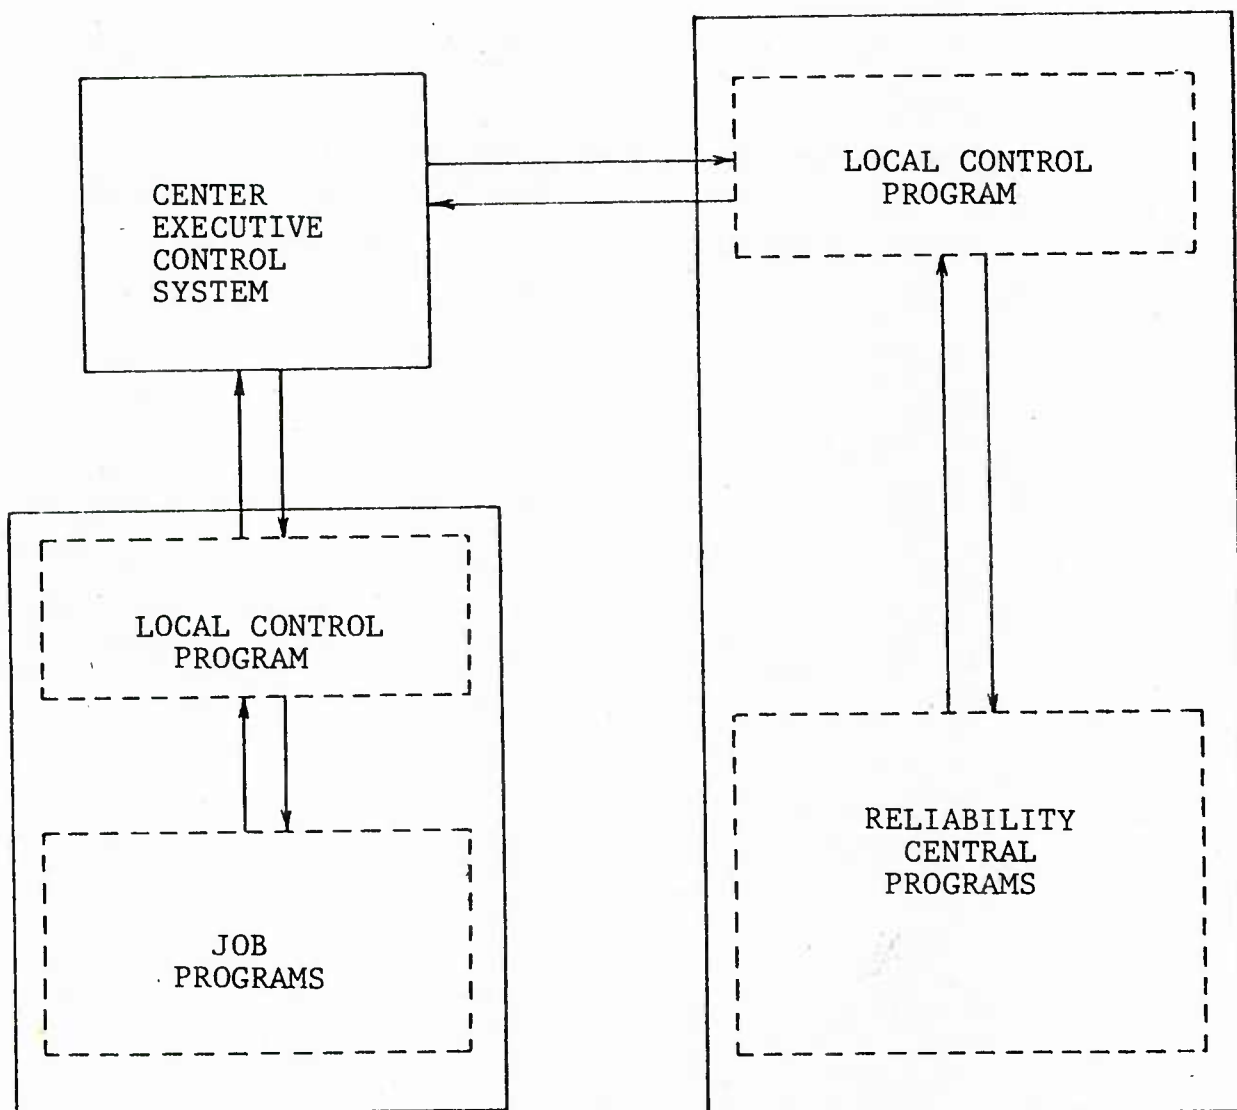 CENTER
EXECUTIVE
CONTROL
SYSTEM
LOCAL CONTROL
PROGRAM
LOCAL CONTROL
PROGRAM
JOB
PROGRAMS
RELIABILITY
CENTRAL
PROGRAMS